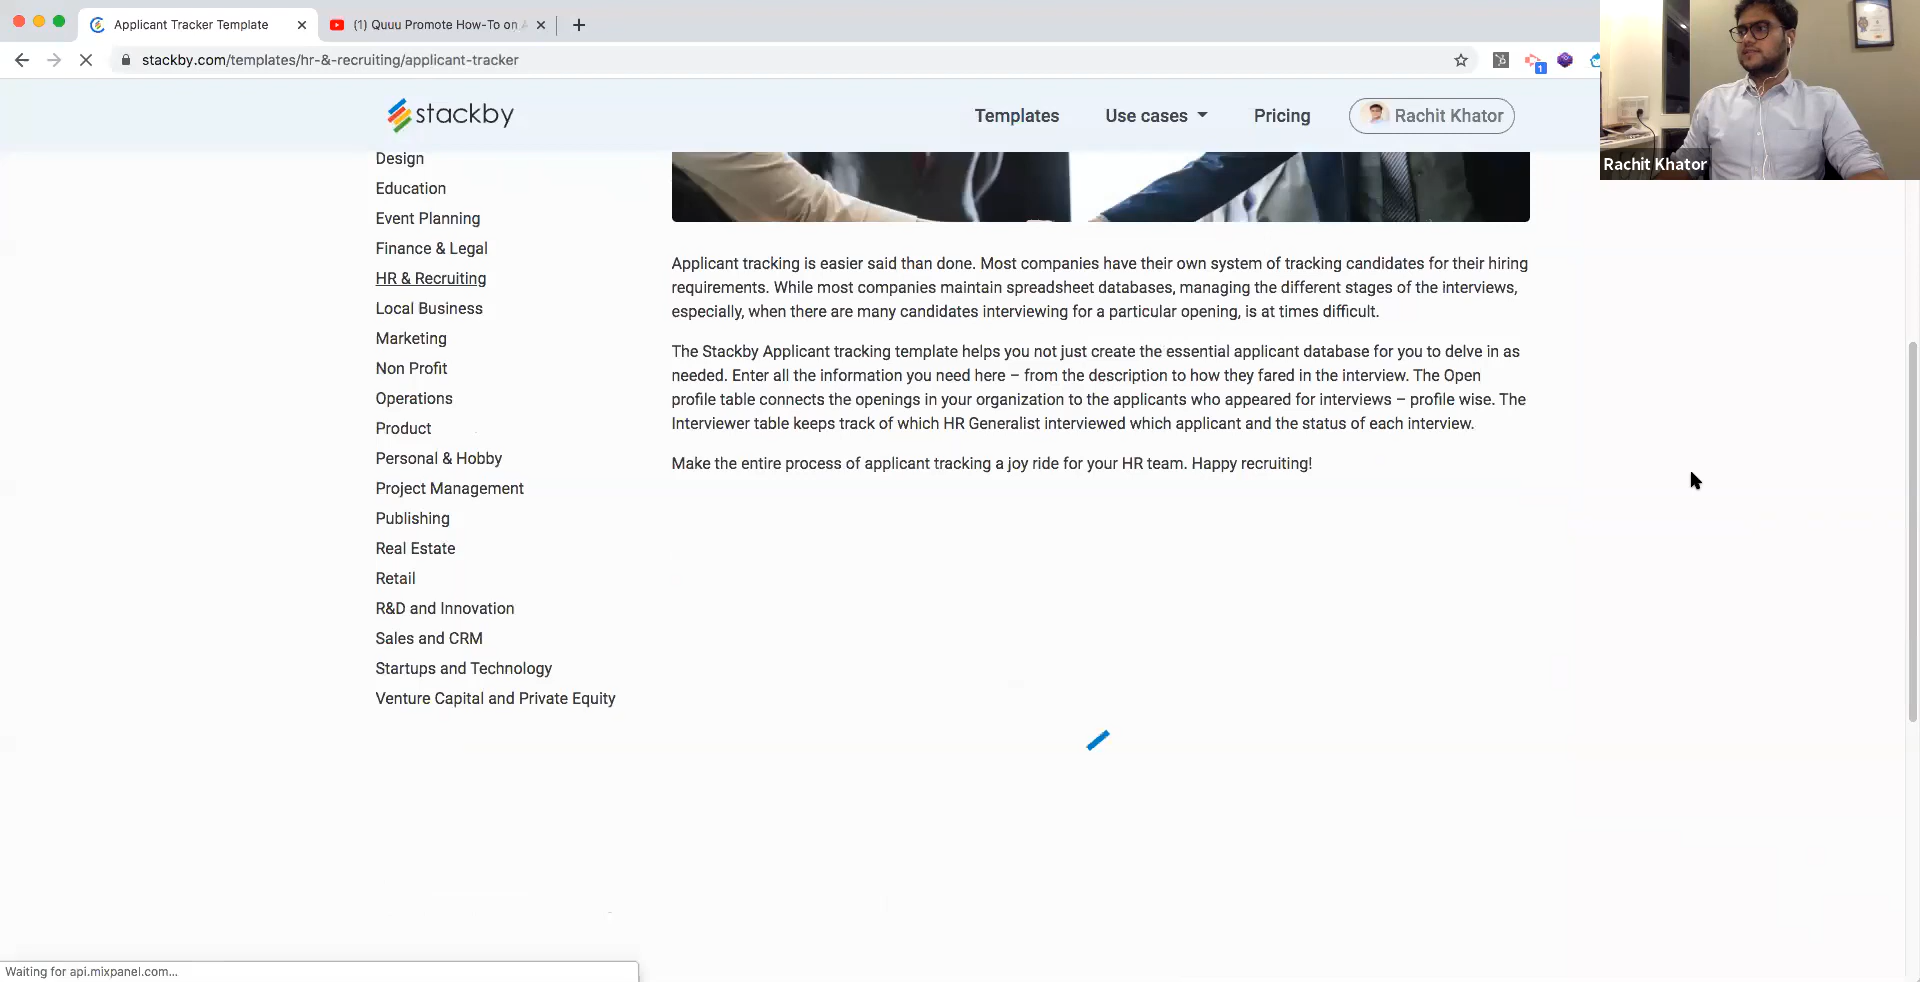 Applicant Tracker Template
(1) Quuu Promote How-To on
stackby.com/templates/hr-&-recruiting/applicant-tracker
1
stackby
Templates
Use cases
Pricing
Rachit Khator
Rachit Khator
Design
Education
Event Planning
Finance & Legal
HR & Recruiting
Local Business
Marketing
Non Profit
Operations
Product
Personal & Hobby
Project Management
Publishing
Real Estate
Retail
R&D and Innovation
Sales and CRM
Startups and Technology
Venture Capital and Private Equity
Applicant tracking is easier said than done. Most companies have their own system of tracking candidates for their hiring
requirements. While most companies maintain spreadsheet databases, managing the different stages of the interviews,
especially, when there are many candidates interviewing for a particular opening, is at times difficult.
The Stackby Applicant tracking template helps you not just create the essential applicant database for you to delve in as
needed. Enter all the information you need here – from the description to how they fared in the interview. The Open
profile table connects the openings in your organization to the applicants who appeared for interviews – profile wise. The
Interviewer table keeps track of which HR Generalist interviewed which applicant and the status of each interview.
Make the entire process of applicant tracking a joy ride for your HR team. Happy recruiting!
Waiting for api.mixpanel.com...